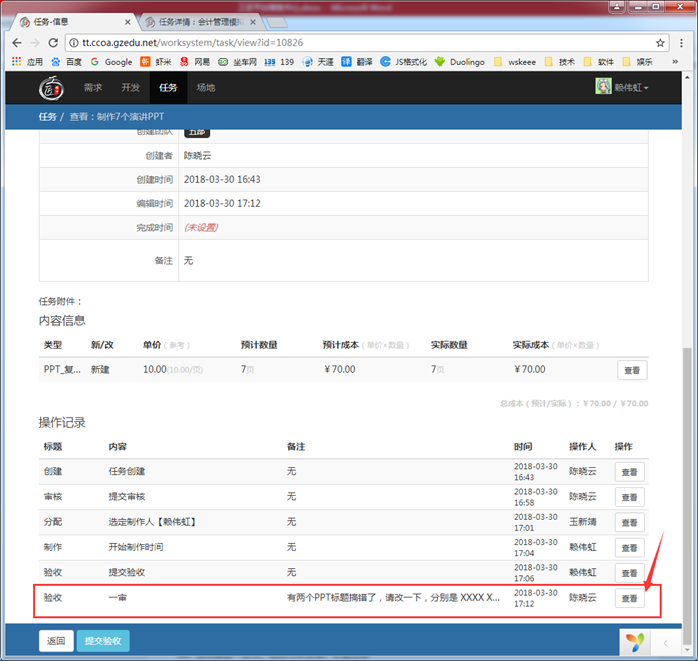 任务-信息
任务详情：会计管理模拟
tt.ccoa.gzedu.net/worksystem/task/view?id=10826
应用 百度 Google 虾米 网易 坐车网 139 天涯 翻译 JS格式化 Duolingo wskeee 技术 软件 娱乐 »
需求 开发 任务 场地 赖伟虹
任务 / 查看：制作7个演讲PPT
创建团队 五部
创建者 陈晓云
创建时间 2018-03-30 16:43
编辑时间 2018-03-30 17:12
完成时间 (未设置)
备注 无
任务附件：
内容信息
类型 新/改 单价（参考） 预计数量 预计成本（单价×数量） 实际数量 实际成本（单价×数量）
PPT_复... 新建 10.00(10.00/页) 7页 ￥70.00 7页 ￥70.00 查看
总成本（预计/实际）：￥70.00 / ￥70.00
操作记录
标题 内容 备注 时间 操作人 操作
创建 任务创建 无 2018-03-30 16:43 陈晓云 查看
审核 提交审核 无 2018-03-30 16:58 陈晓云 查看
分配 选定制作人【赖伟虹】 无 2018-03-30 17:01 王新靖 查看
制作 开始制作时间 无 2018-03-30 17:04 赖伟虹 查看
验收 提交验收 无 2018-03-30 17:06 赖伟虹 查看
验收 一审 有两个PPT标题搞错了，请改一下，分别是 XXXX X... 2018-03-30 17:12 陈晓云 查看
返回 提交验收